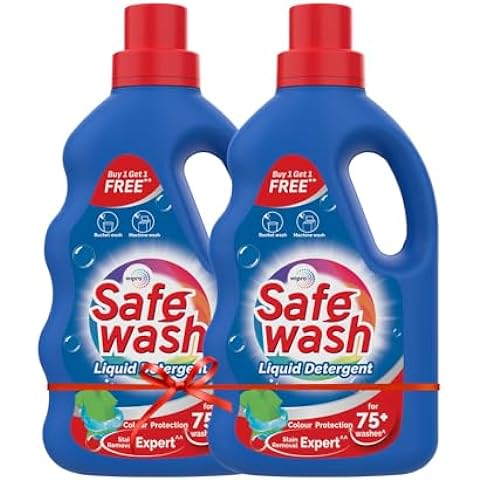 Buy 1 Get 1
FREE**
Bucket wash
Machine wash
wipro
Safe
wash
Liquid Detergent
Colour Protection
Stain
Removal
Expert^^
for
75
washes
Buy 1 Get 1
FREE**
Bucket wash
Machine wash
wipro
Safe
wash
Liquid Detergent
Colour Protection
Stain
Removal
Expert^^
for
75+
washes^